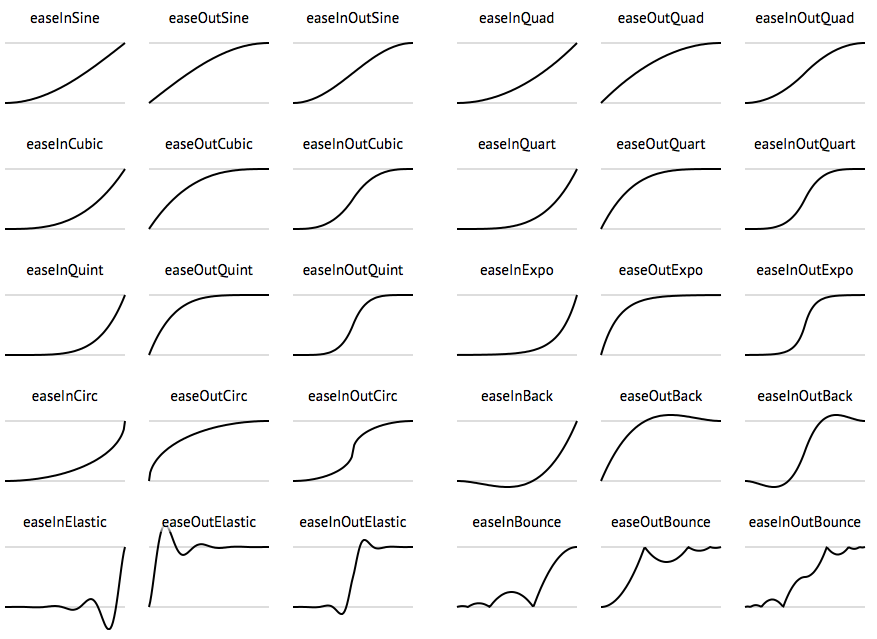 easeInSine easeOutSine easeInOutSine easeInQuad easeOutQuad easeInOutQuad
easeInCubic easeOutCubic easeInOutCubic easeInQuart easeOutQuart easeInOutQuart
easeInQuint easeOutQuint easeInOutQuint easeInExpo easeOutExpo easeInOutExpo
easeInCirc easeOutCirc easeInOutCirc easeInBack easeOutBack easeInOutBack
easeInElastic easeOutElastic easeInOutElastic easeInBounce easeOutBounce easeInOutBounce